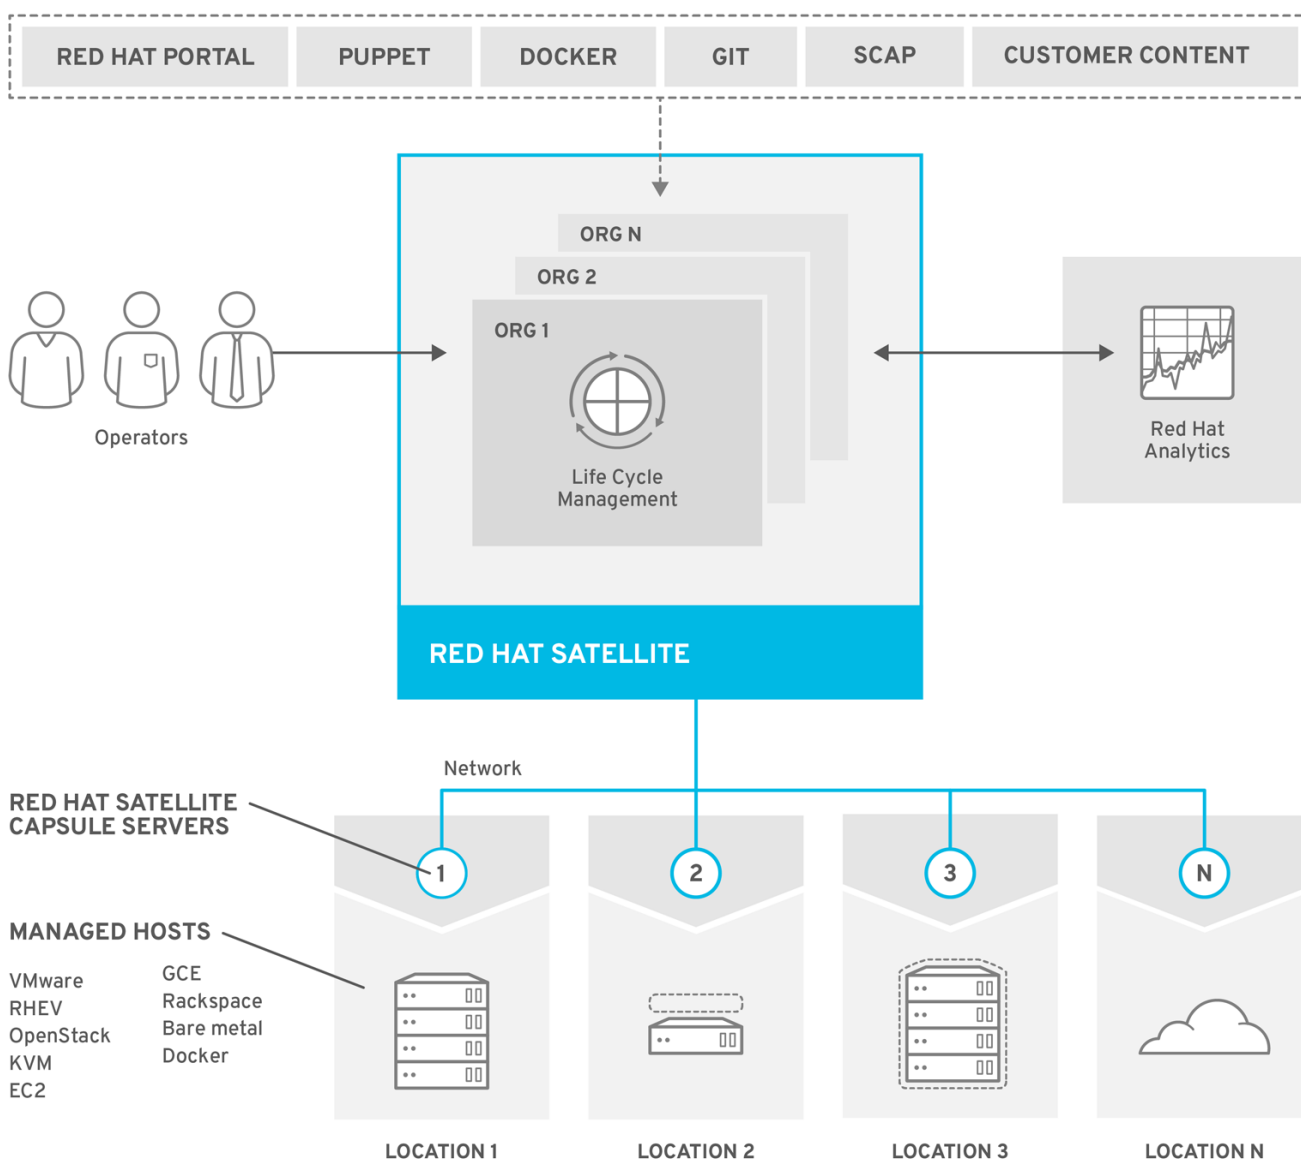 RED HAT PORTAL
PUPPET
DOCKER
GIT
SCAP
CUSTOMER CONTENT
ORG N
ORG 2
ORG 1
Life Cycle
Management
Operators
Red Hat
Analytics
RED HAT SATELLITE
Network
RED HAT SATELLITE
CAPSULE SERVERS
1
2
3
N
MANAGED HOSTS
VMware
RHEV
OpenStack
KVM
EC2
GCE
Rackspace
Bare metal
Docker
LOCATION 1
LOCATION 2
LOCATION 3
LOCATION N